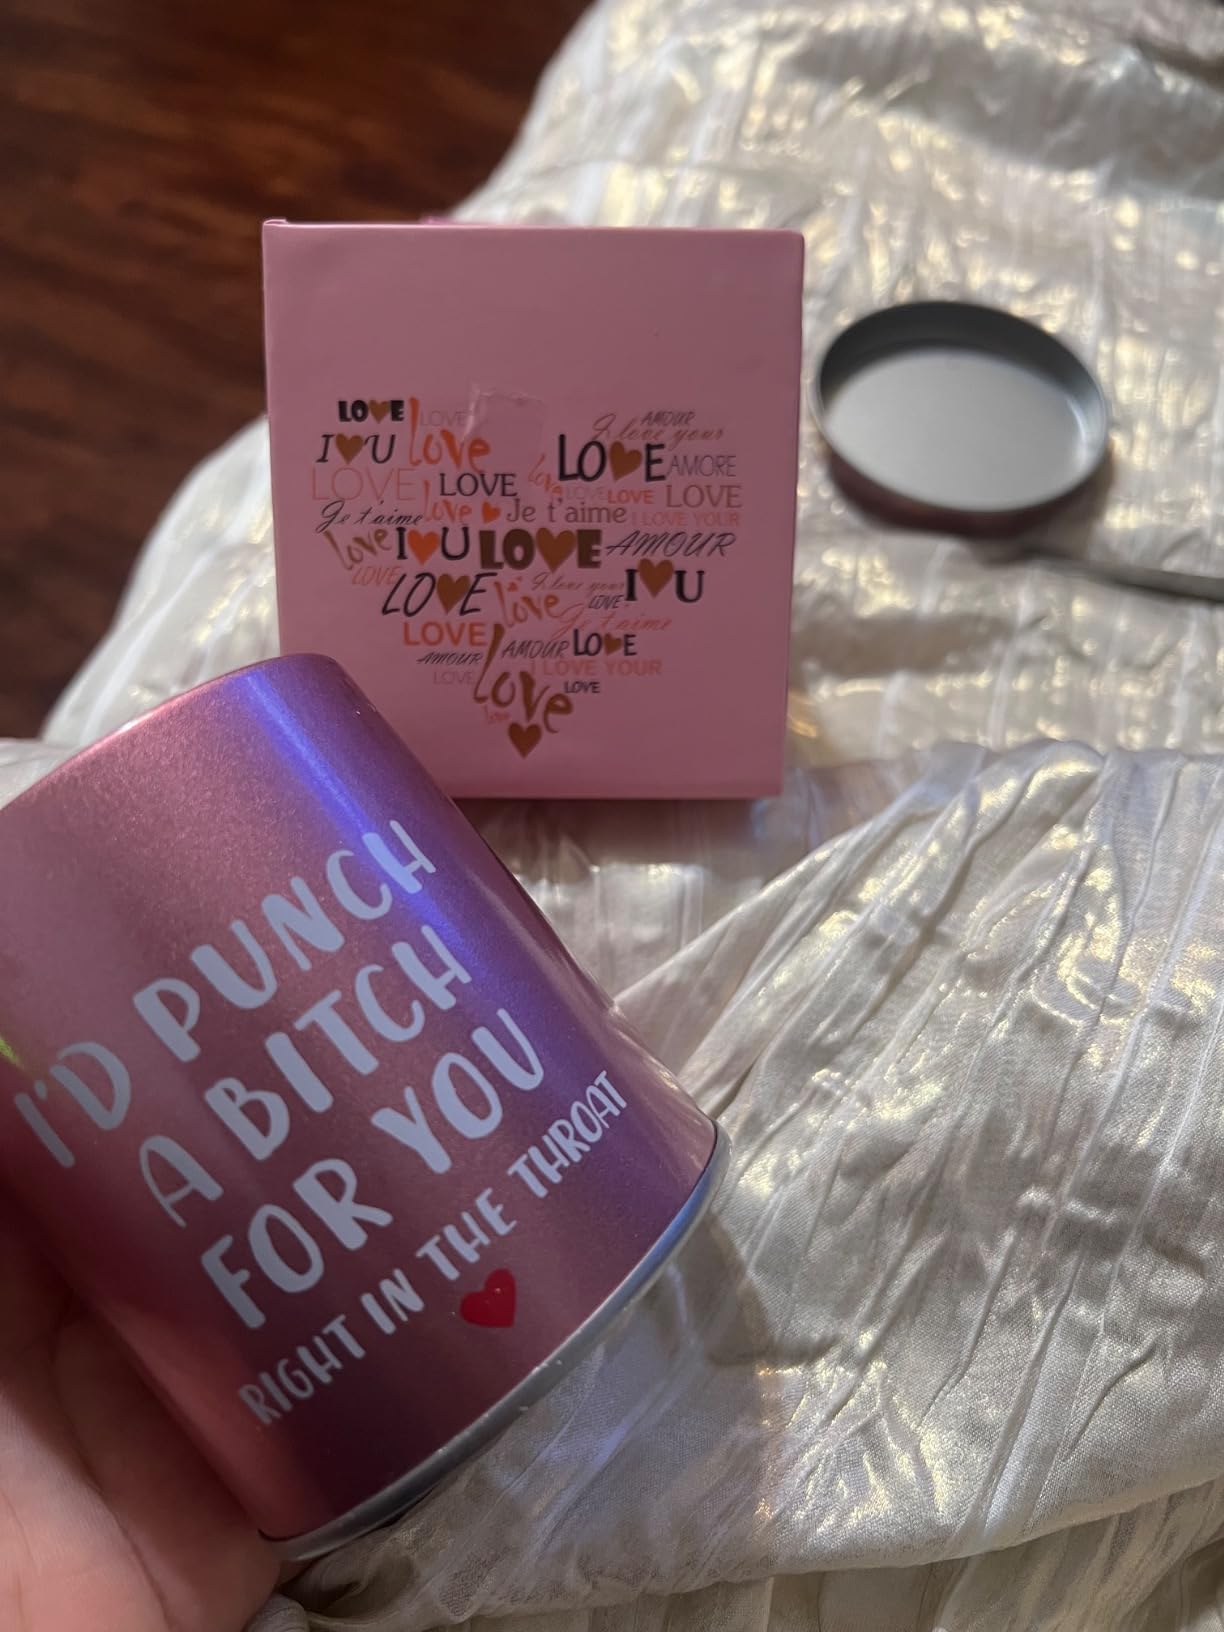 LOVE LOVE AMOUR
I♥U love I love your
LOVE AMORE
LOVE LOVE love LOVE LOVE LOVE
Je t'aime love ♥ Je t'aime I LOVE YOUR
love I♥U LOVE AMOUR
LOVE LOVE love I love your LOVE I♥U
LOVE Je t'aime
AMOUR AMOUR LOVE
LOVE love I LOVE YOUR
LOVE
love
I'D PUNCH
A BITCH
FOR YOU
RIGHT IN THE THROAT